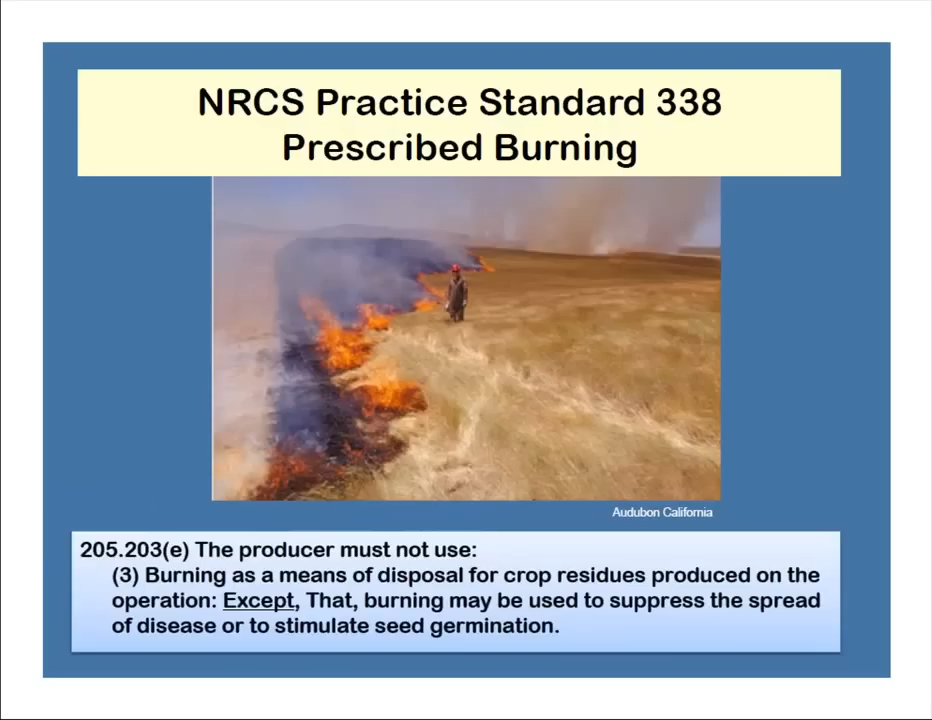 NRCS Practice Standard 338
Prescribed Burning
Audubon California
205.203(e) The producer must not use:
(3) Burning as a means of disposal for crop residues produced on the
operation: Except, That, burning may be used to suppress the spread
of disease or to stimulate seed germination.